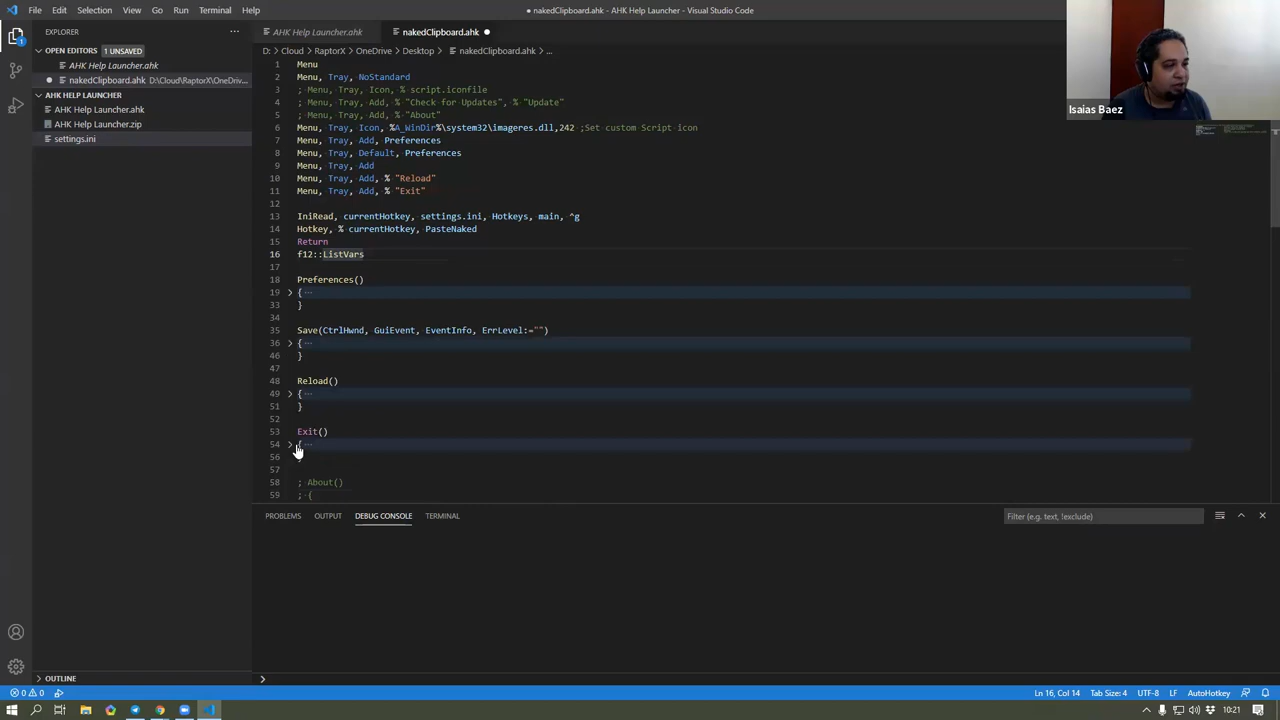 File Edit Selection View Go Run Terminal Help
● nakedClipboard.ahk - AHK Help Launcher - Visual Studio Code
EXPLORER
OPEN EDITORS 1 UNSAVED
AHK Help Launcher.ahk
nakedClipboard.ahk D:\Cloud\RaptorX\OneDriv...
AHK HELP LAUNCHER
AHK Help Launcher.ahk
AHK Help Launcher.zip
settings.ini
OUTLINE
AHK Help Launcher.ahk nakedClipboard.ahk ●
D: > Cloud > RaptorX > OneDrive > Desktop > nakedClipboard.ahk > ...
1 Menu
2 Menu, Tray, NoStandard
3 ; Menu, Tray, Icon, % script.iconfile
4 ; Menu, Tray, Add, % "Check for Updates", % "Update"
5 ; Menu, Tray, Add, % "About"
6 Menu, Tray, Icon, %A_WinDir%\system32\imageres.dll,242 ;Set custom Script icon
7 Menu, Tray, Add, Preferences
8 Menu, Tray, Default, Preferences
9 Menu, Tray, Add
10 Menu, Tray, Add, % "Reload"
11 Menu, Tray, Add, % "Exit"
12
13 IniRead, currentHotkey, settings.ini, Hotkeys, main, ^g
14 Hotkey, % currentHotkey, PasteNaked
15 Return
16 f12::ListVars
17
18 Preferences()
19 { ...
33 }
34
35 Save(CtrlHwnd, GuiEvent, EventInfo, ErrLevel:="")
36 { ...
46 }
47
48 Reload()
49 { ...
51 }
52
53 Exit()
54 { ...
56 }
57
58 ; About()
59 ; {
Isaias Baez
PROBLEMS OUTPUT DEBUG CONSOLE TERMINAL
Filter (e.g. text, !exclude)
0 0
Ln 16, Col 14 Tab Size: 4 UTF-8 LF AutoHotkey
10:21